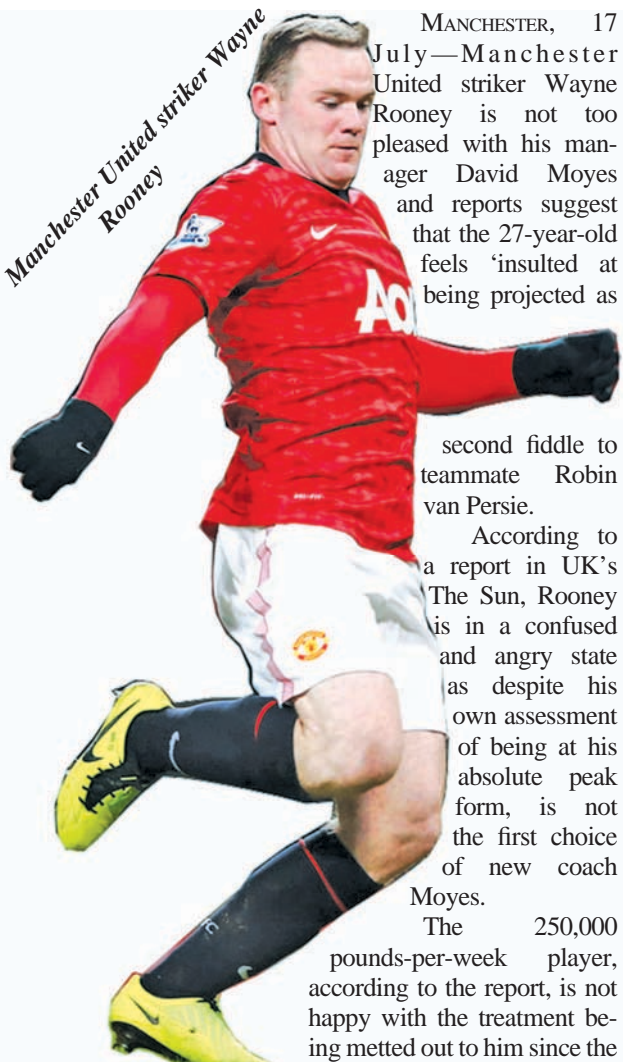 Manchester United striker Wayne
Rooney
MANCHESTER, 17
July—Manchester
United striker Wayne
Rooney is not too
pleased with his man-
ager David Moyes
and reports suggest
that the 27-year-old
feels ‘insulted at
being projected as
second fiddle to
teammate Robin
van Persie.
According to
a report in UK’s
The Sun, Rooney
is in a confused
and angry state
as despite his
own assessment
of being at his
absolute peak
form, is not
the first choice
of new coach
Moyes.
The 250,000
pounds-per-week player,
according to the report, is not
happy with the treatment be-
ing metted out to him since the